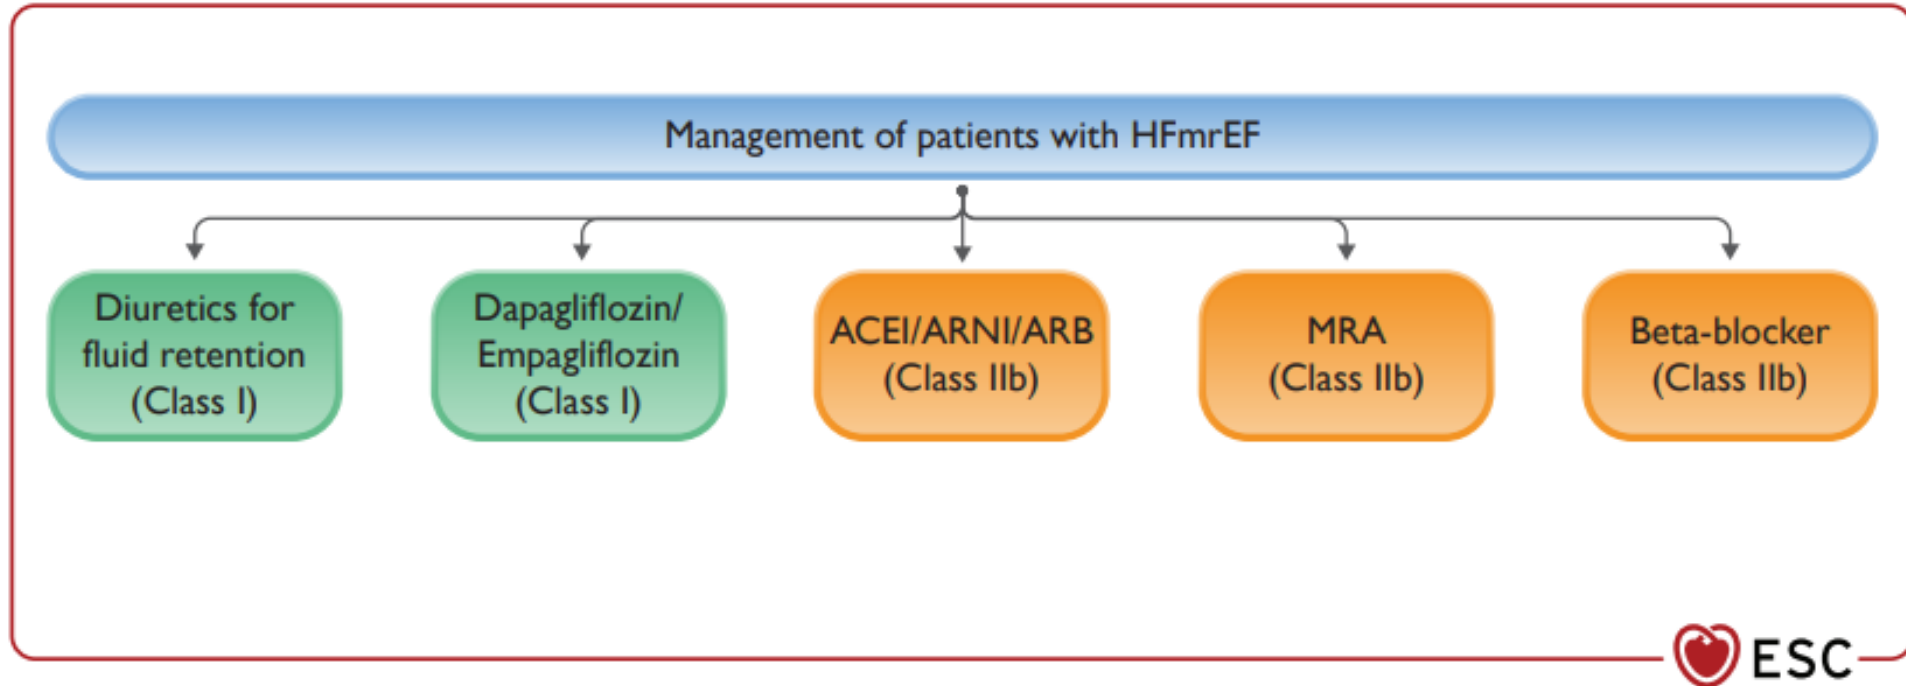 Management of patients with HFmrEF
Diuretics for
fluid retention
(Class I)
Dapagliflozin/
Empagliflozin
(Class I)
ACEI/ARNI/ARB
(Class IIb)
MRA
(Class IIb)
Beta-blocker
(Class IIb)
ESC